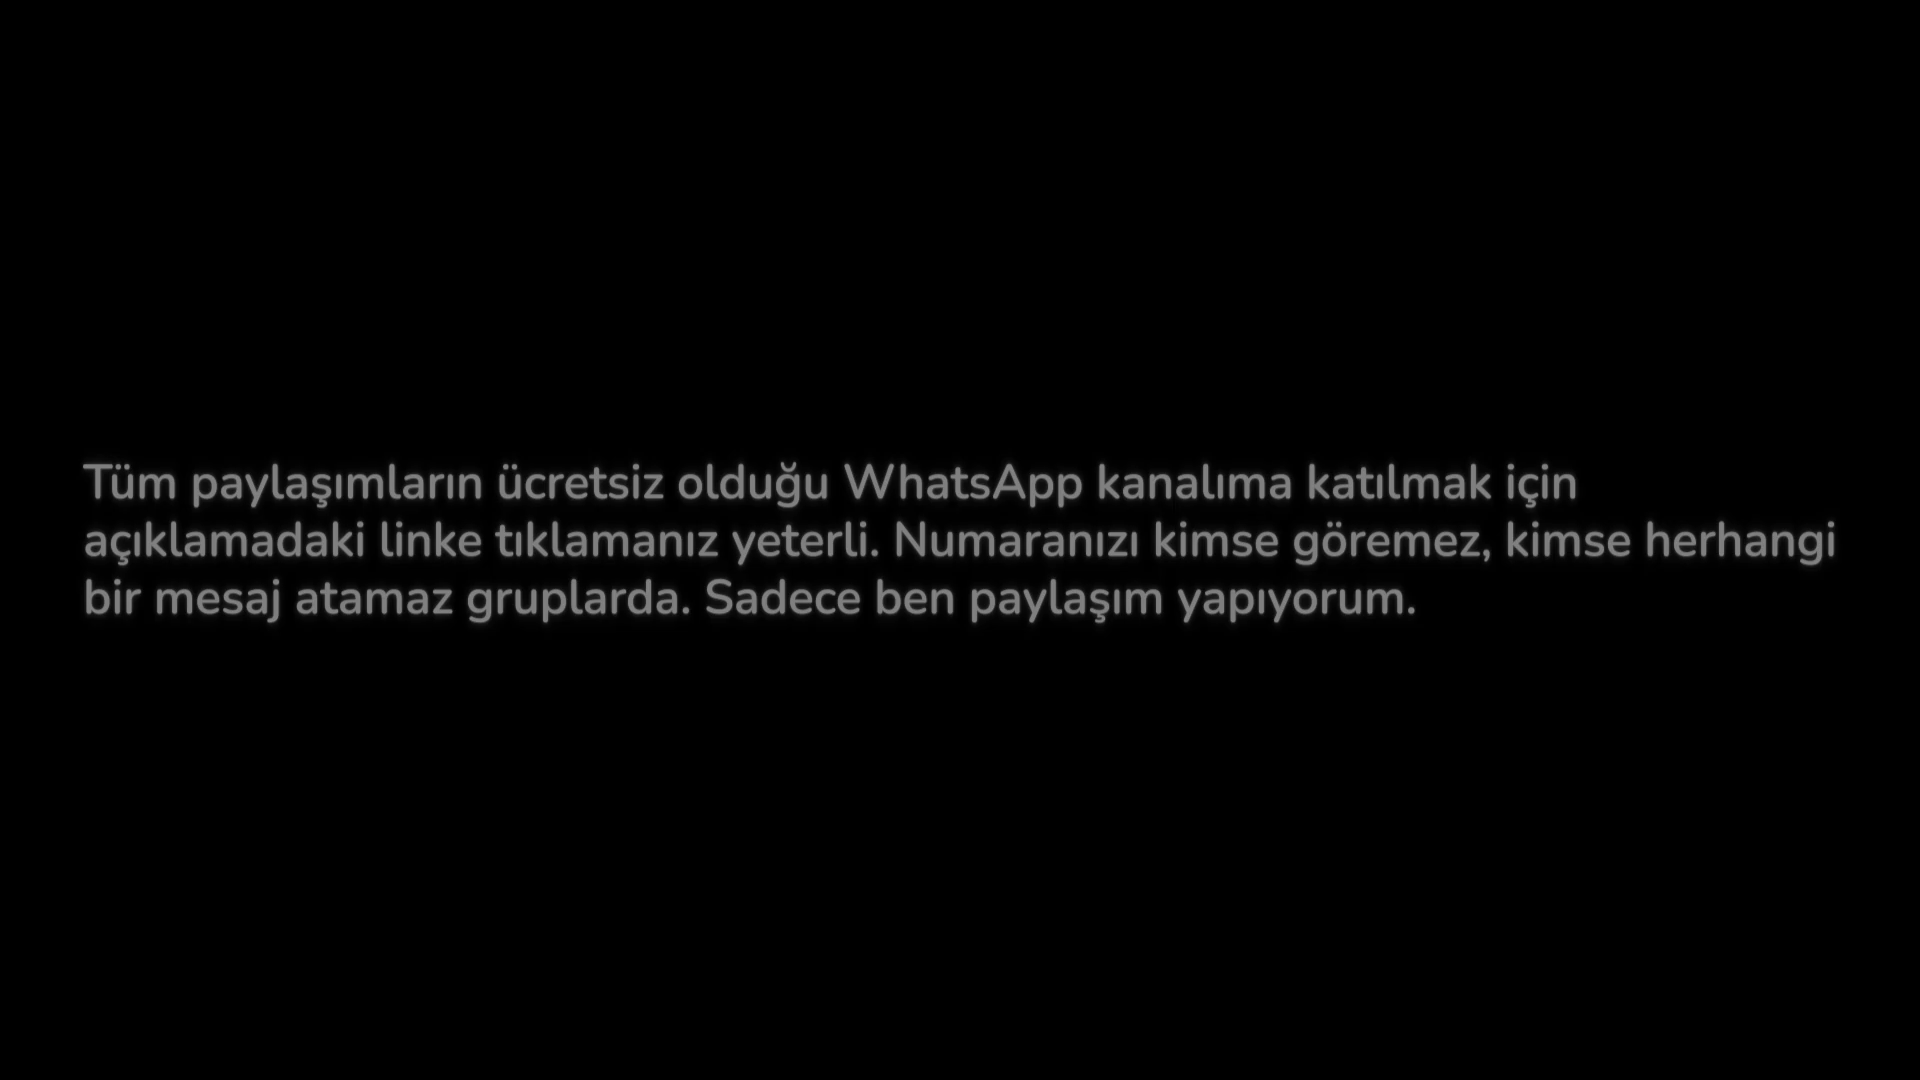 Tüm paylaşımların ücretsiz olduğu WhatsApp kanalıma katılmak için
açıklamadaki linke tıklamanız yeterli. Numaranızı kimse göremez, kimse herhangi
bir mesaj atamaz gruplarda. Sadece ben paylaşım yapıyorum.